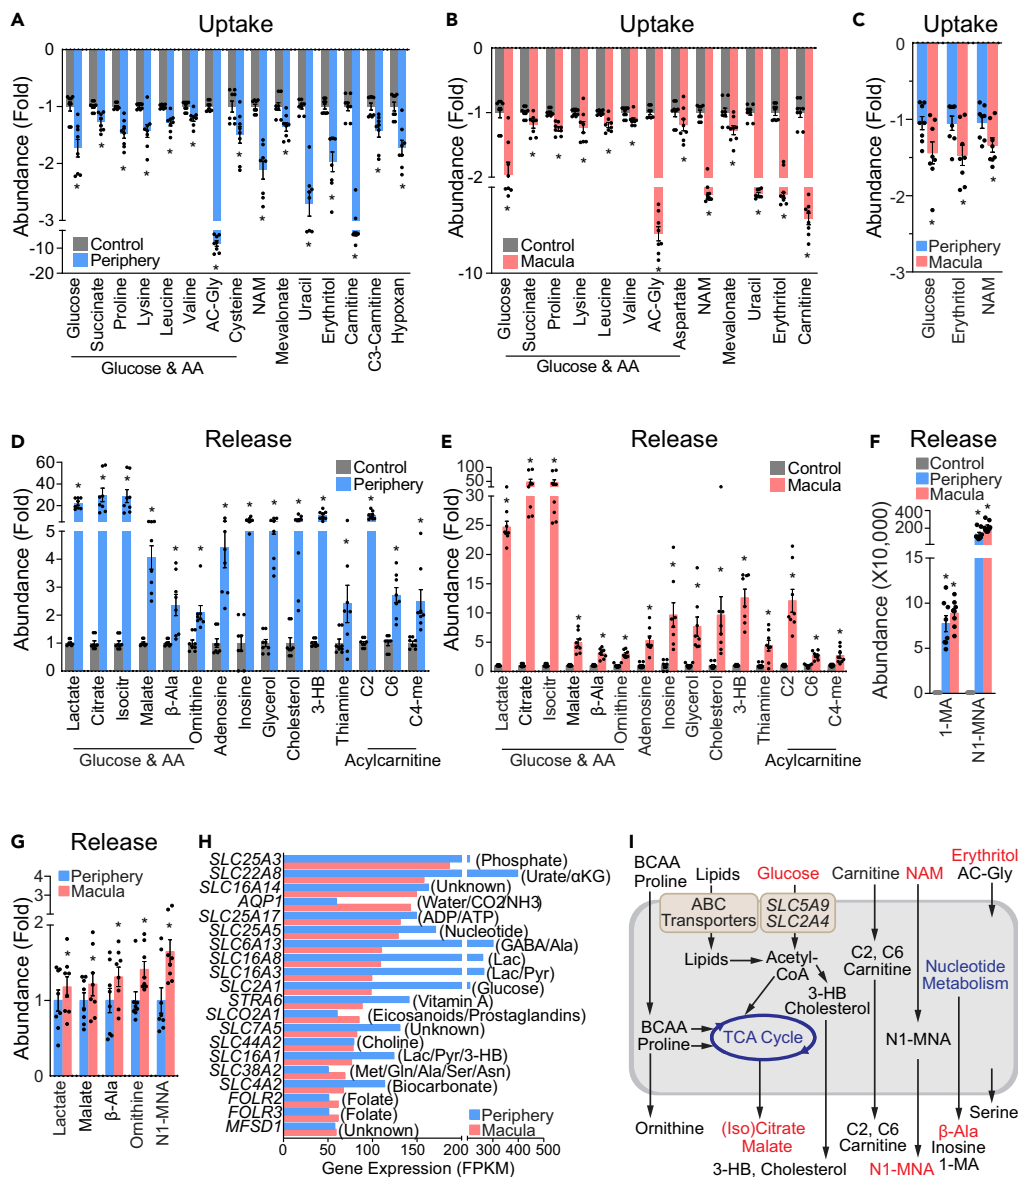 A
Uptake
Abundance (Fold)
0
-1
-2
-3
-10
-20
Control
Periphery
Glucose
Succinate
Proline
Lysine
Leucine
Valine
AC-Gly
Cysteine
NAM
Mevalonate
Uracil
Erythritol
Carnitine
C3-Carnitine
Hypoxan
Glucose & AA
B
Uptake
Abundance (Fold)
0
-1
-2
-10
Control
Macula
Glucose
Succinate
Proline
Lysine
Leucine
Valine
AC-Gly
Aspartate
NAM
Mevalonate
Uracil
Erythritol
Carnitine
Glucose & AA
C
Uptake
Abundance (Fold)
0
-1
-2
-3
Periphery
Macula
Glucose
Erythritol
NAM
D
Release
Abundance (Fold)
60
40
20
5
4
3
2
1
0
Control
Periphery
Lactate
Citrate
Isocitr
Malate
β-Ala
Ornithine
Adenosine
Inosine
Glycerol
Cholesterol
3-HB
Thiamine
C2
C6
C4-me
Glucose & AA
Acylcarnitine
E
Release
Abundance (Fold)
100
50
30
25
20
15
10
5
0
Control
Macula
Lactate
Citrate
Isocitr
Malate
β-Ala
Ornithine
Adenosine
Inosine
Glycerol
Cholesterol
3-HB
Thiamine
C2
C6
C4-me
Glucose & AA
Acylcarnitine
F
Release
Control
Periphery
Macula
Abundance (X10,000)
400
200
15
10
5
0
1-MA
N1-MNA
G
Release
Periphery
Macula
Abundance (Fold)
4
3
2
1
0
Lactate
Malate
β-Ala
Ornithine
N1-MNA
H
SLC25A3 (Phosphate)
SLC22A8 (Urate/αKG)
SLC16A14 (Unknown)
AQP1 (Water/CO2/NH3)
SLC25A17 (ADP/ATP)
SLC25A5 (Nucleotide)
SLC6A13 (GABA/Ala)
SLC16A8 (Lac)
SLC16A3 (Lac/Pyr)
SLC2A1 (Glucose)
STRA6 (Vitamin A)
SLCO2A1 (Eicosanoids/Prostaglandins)
SLC7A5 (Unknown)
SLC44A2 (Choline)
SLC16A1 (Lac/Pyr/3-HB)
SLC38A2 (Met/Gln/Ala/Ser/Asn)
SLC4A2 (Biocarbonate)
FOLR2 (Folate)
FOLR3 (Folate)
MFSD1 (Unknown)
Periphery
Macula
0 50 100 150 200 300 400 500
Gene Expression (FPKM)
I
BCAA
Proline
Lipids
Glucose
Carnitine
NAM
Erythritol
AC-Gly
ABC
Transporters
SLC5A9
SLC2A4
Lipids
Acetyl-
CoA
3-HB
Cholesterol
C2, C6
Carnitine
Nucleotide
Metabolism
BCAA
Proline
TCA Cycle
N1-MNA
Serine
Ornithine
(Iso)Citrate
Malate
3-HB, Cholesterol
C2, C6
Carnitine
N1-MNA
β-Ala
Inosine
1-MA